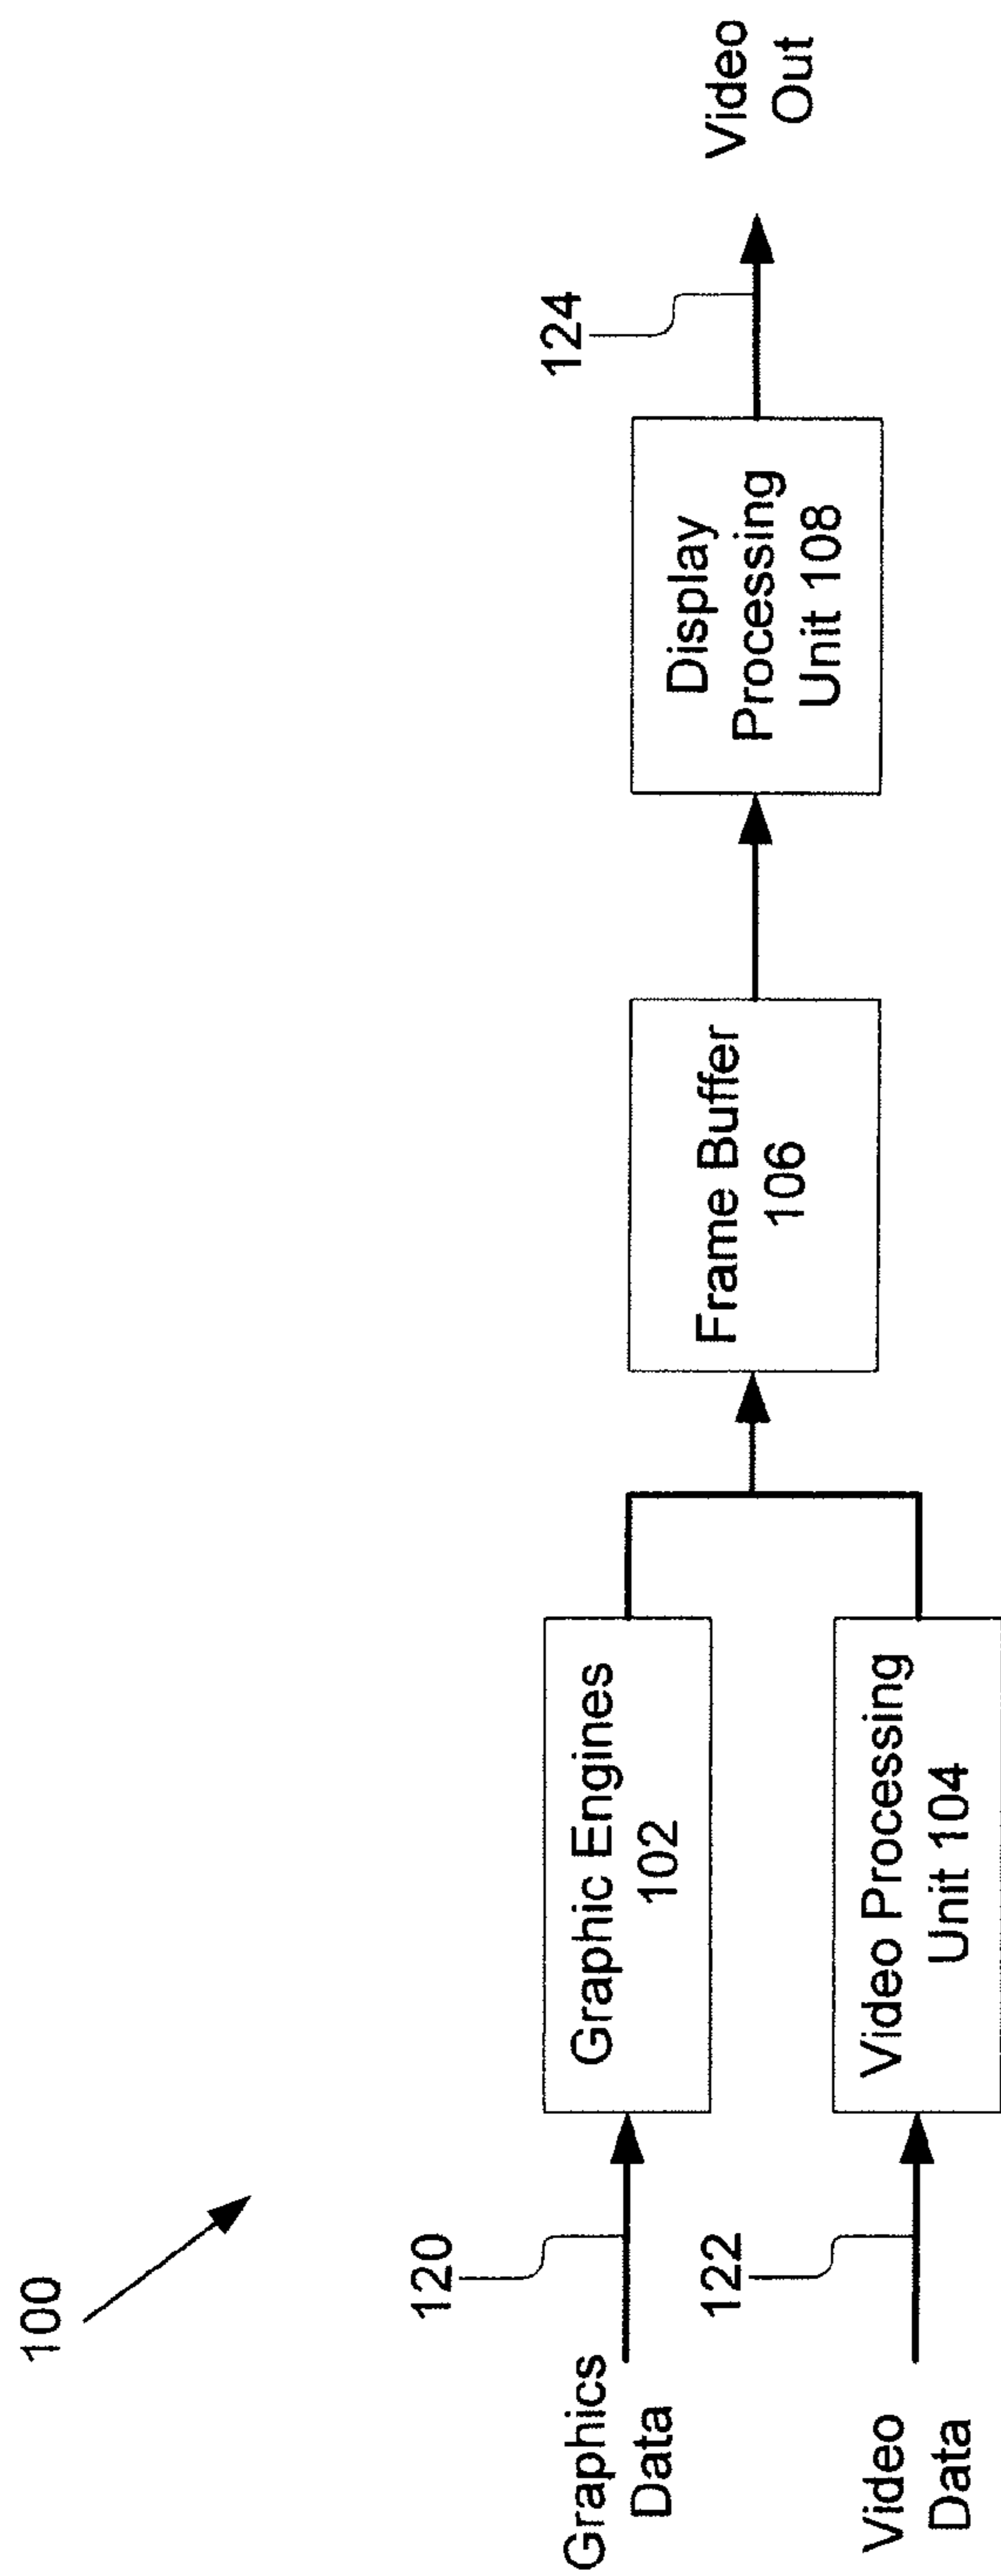 100
Graphics
Data
120
Graphic Engines
102
Video
Data
122
Video Processing
Unit 104
Frame Buffer
106
Display
Processing
Unit 108
124
Video
Out